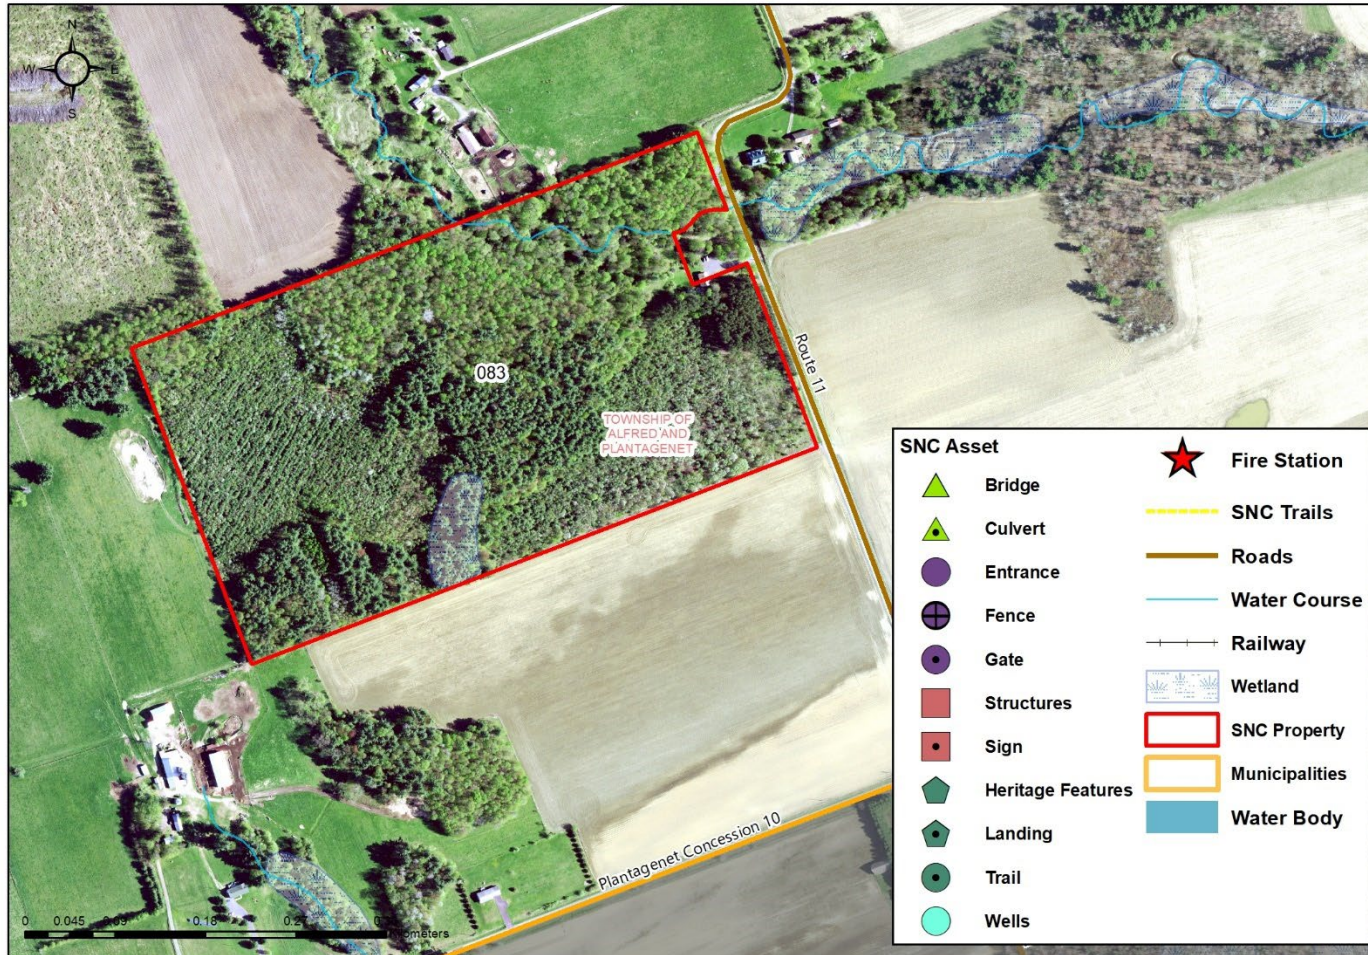 N
W
E
S
083
TOWNSHIP OF
ALFRED AND
PLANTAGENET
Route 11
Plantagenet Concession 10
0 0.045 0.09 0.18 0.27
Kilometers
SNC Asset
Bridge
Culvert
Entrance
Fence
Gate
Structures
Sign
Heritage Features
Landing
Trail
Wells
Fire Station
SNC Trails
Roads
Water Course
Railway
Wetland
SNC Property
Municipalities
Water Body